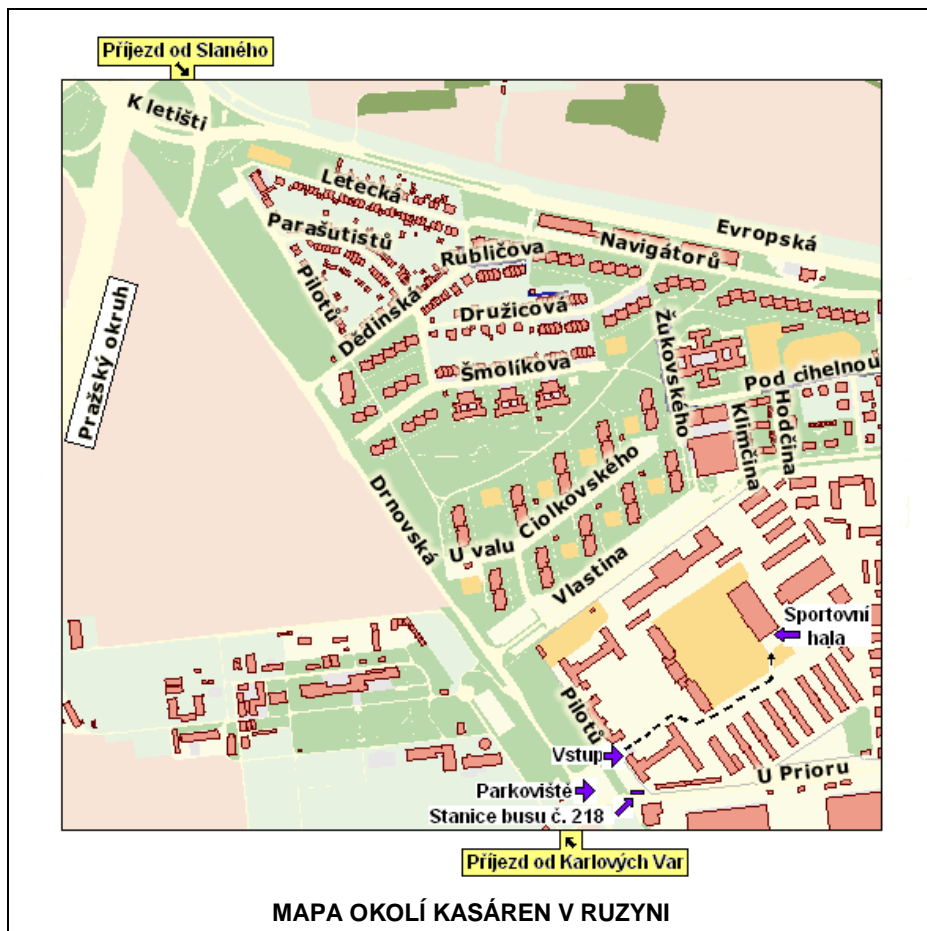 Příjezd od Slaného
K letišti
Letecká
Parašutistů
Rubličova
Navigátorů
Evropská
Pilotů
Dědinská
Družicová
Žukovského
Pražský okruh
Šmolíkova
Pod cihelnou
Klimčina
Hodčina
Drnovská
U valu
Ciolkovského
Vlastina
Sportovní
hala
Pilotů
Vstup
U Prioru
Parkoviště
Stanice busu č. 218
Příjezd od Karlových Var
MAPA OKOLÍ KASÁREN V RUZYNI